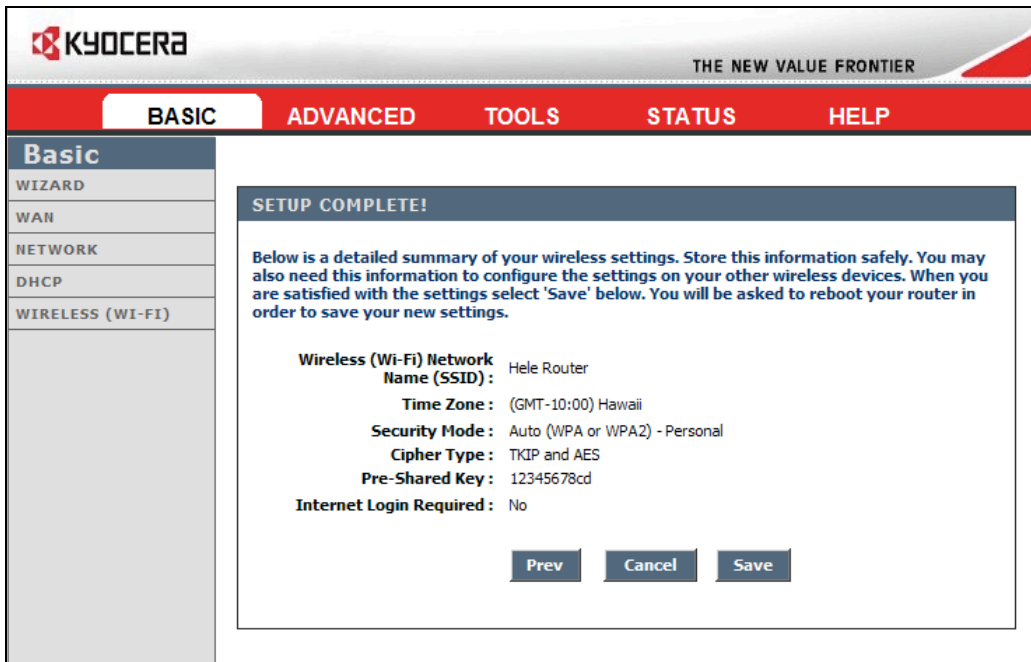 KYOCERA
THE NEW VALUE FRONTIER
BASIC ADVANCED TOOLS STATUS HELP
Basic
WIZARD
WAN
NETWORK
DHCP
WIRELESS (WI-FI)
SETUP COMPLETE!
Below is a detailed summary of your wireless settings. Store this information safely. You may
also need this information to configure the settings on your other wireless devices. When you
are satisfied with the settings select 'Save' below. You will be asked to reboot your router in
order to save your new settings.
Wireless (Wi-Fi) Network
Name (SSID) : Hele Router
Time Zone : (GMT-10:00) Hawaii
Security Mode : Auto (WPA or WPA2) - Personal
Cipher Type : TKIP and AES
Pre-Shared Key : 12345678cd
Internet Login Required : No
Prev Cancel Save